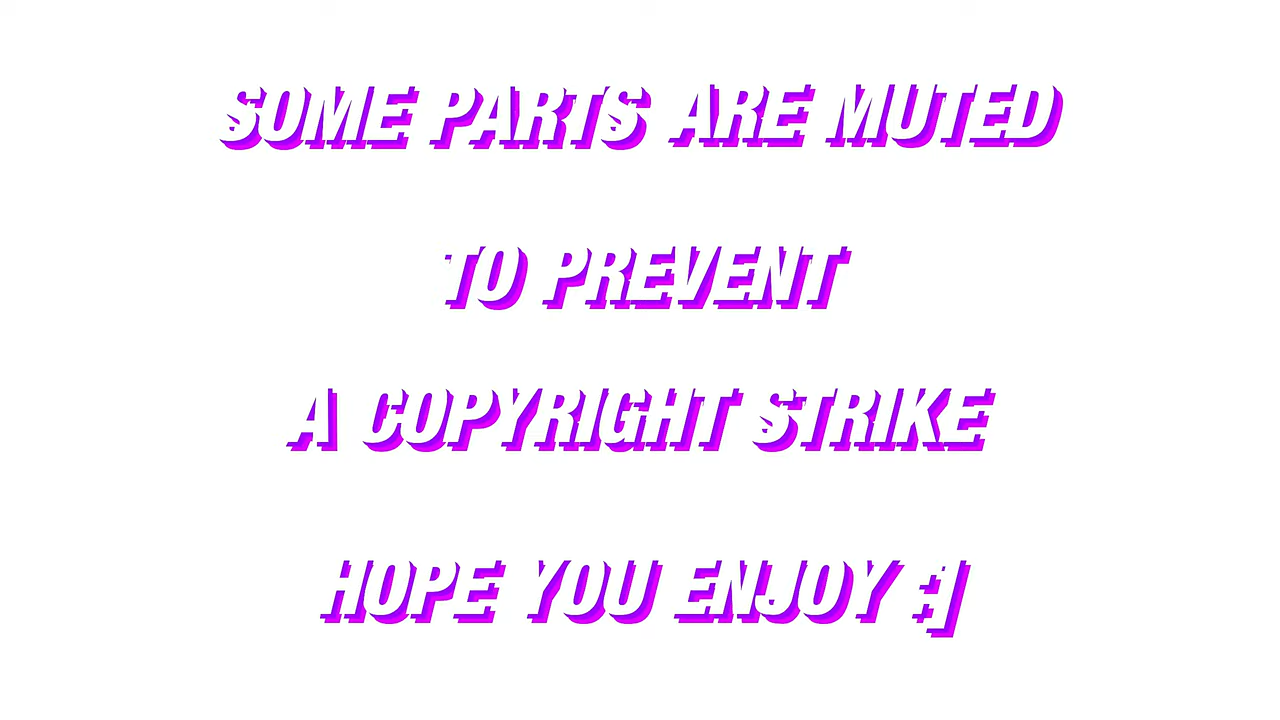 SOME PARTS ARE MUTED
TO PREVENT
A COPYRIGHT STRIKE
HOPE YOU ENJOY :]